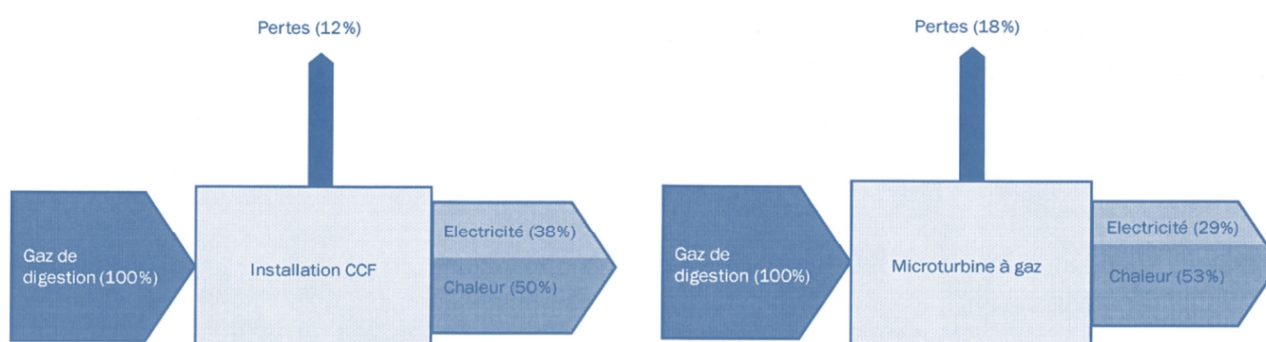 Pertes (12%)
Gaz de
digestion (100%)
Installation CCF
Electricité (38%)
Chaleur (50%)
Pertes (18%)
Gaz de
digestion (100%)
Microturbine à gaz
Electricité (29%)
Chaleur (53%)